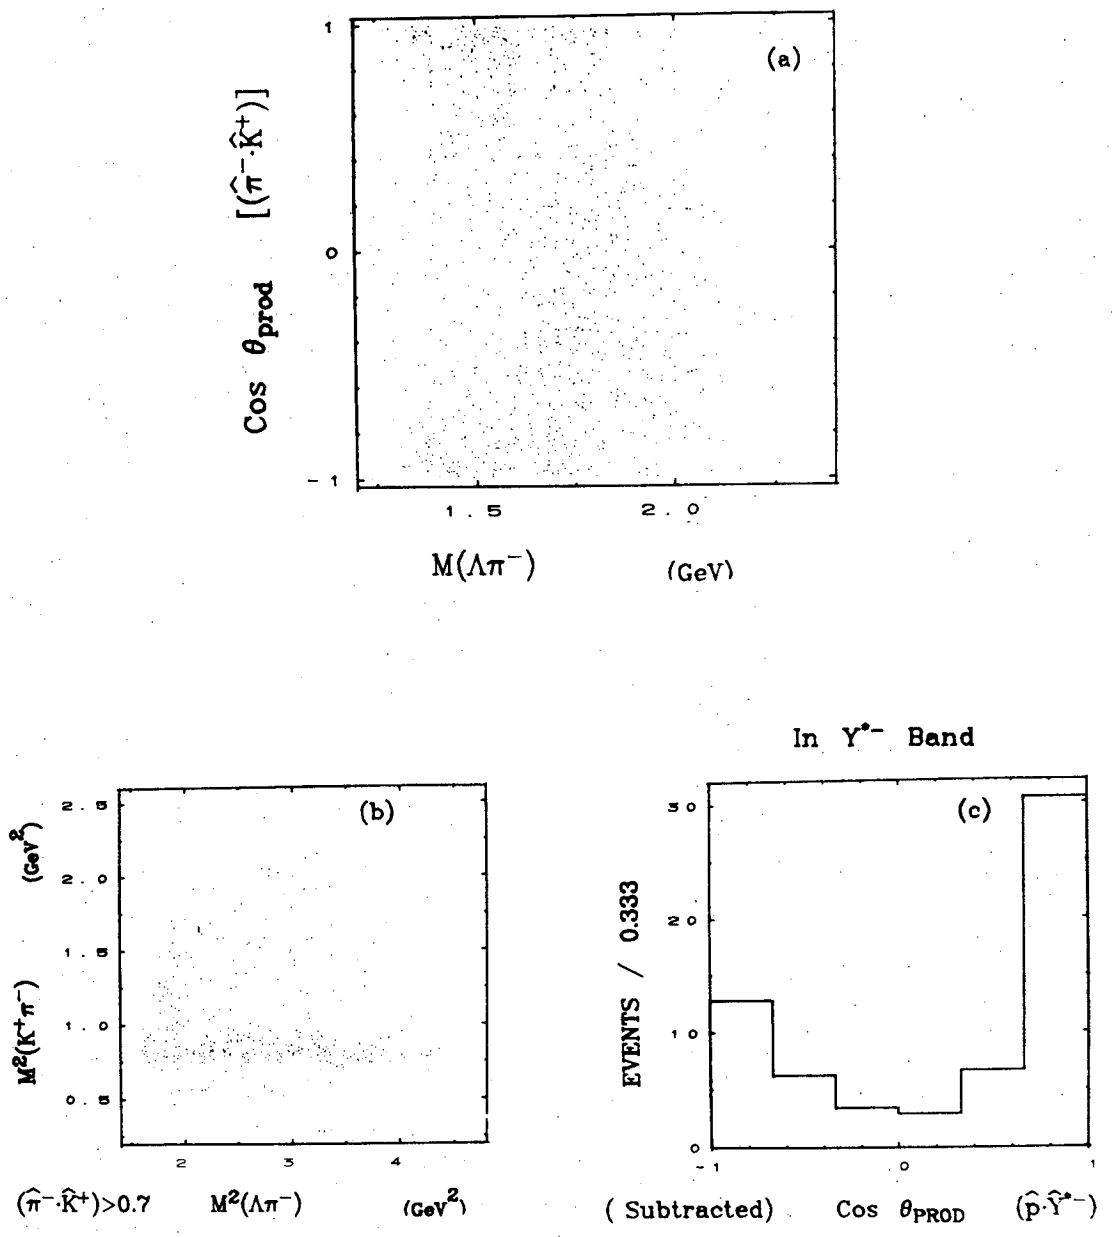 1
(a)
Cos θprod [(π̂⁻·K̂⁺)]
0
-1
1.5 2.0
M(Λπ⁻) (GeV)
In Y*⁻ Band
2.5
(b)
2.0
1.5
1.0
0.5
M²(K⁺π⁻) (GeV²)
2 3 4
(π̂⁻·K̂⁺)>0.7 M²(Λπ⁻) (GeV²)
30
(c)
20
10
0
EVENTS / 0.333
-1 0 1
(Subtracted) Cos θPROD (p̂·Ŷ*⁻)